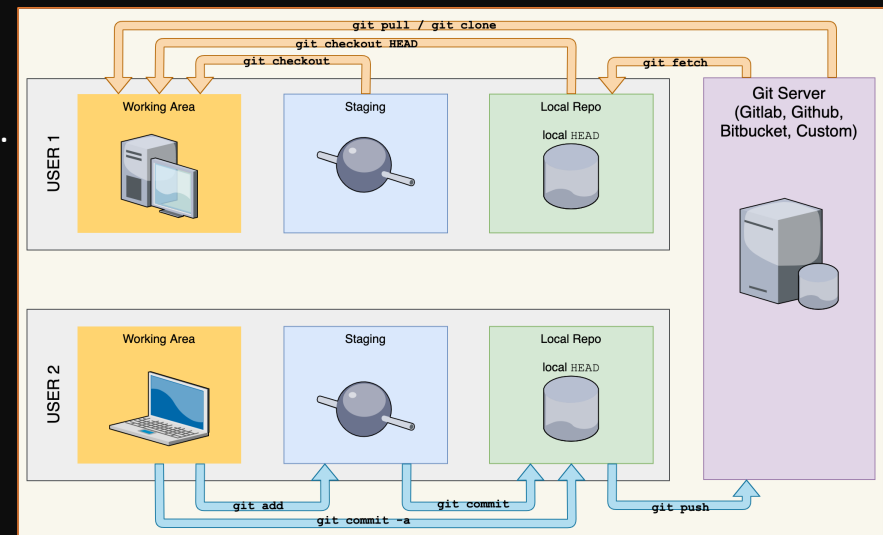 git pull / git clone
git checkout HEAD
git checkout
git fetch
USER 1
Working Area
Staging
Local Repo
local HEAD
Git Server
(Gitlab, Github,
Bitbucket, Custom)
USER 2
Working Area
Staging
Local Repo
local HEAD
git add
git commit
git push
git commit -a